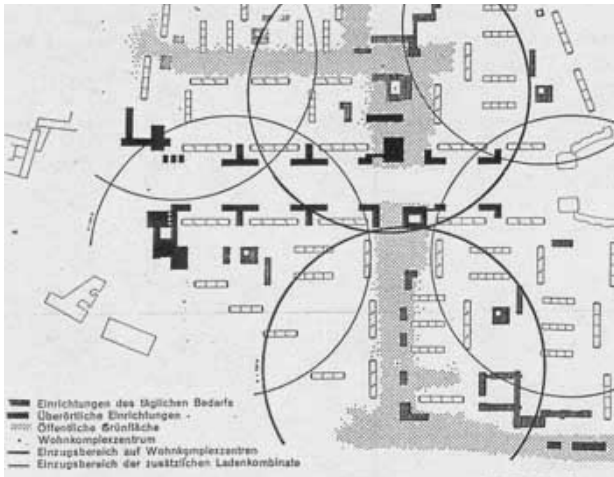 Einrichtungen des täglichen Bedarfs
Überörtliche Einrichtungen
Öffentliche Grünfläche
Wohnkomplexzentrum
Einzugsbereich auf Wohnkomplexzentren
Einzugsbereich der zusätzlichen Ladenkombinate